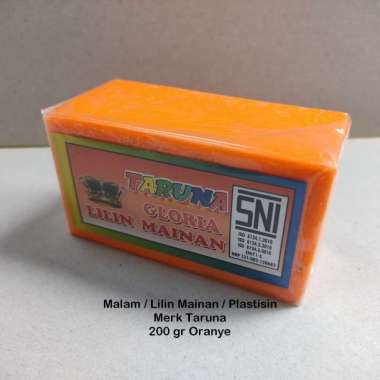 TARUNA
GLORIA
LILIN MAINAN
SNI
Malam / Lilin Mainan / Plastisin
Merk Taruna
200 gr Oranye